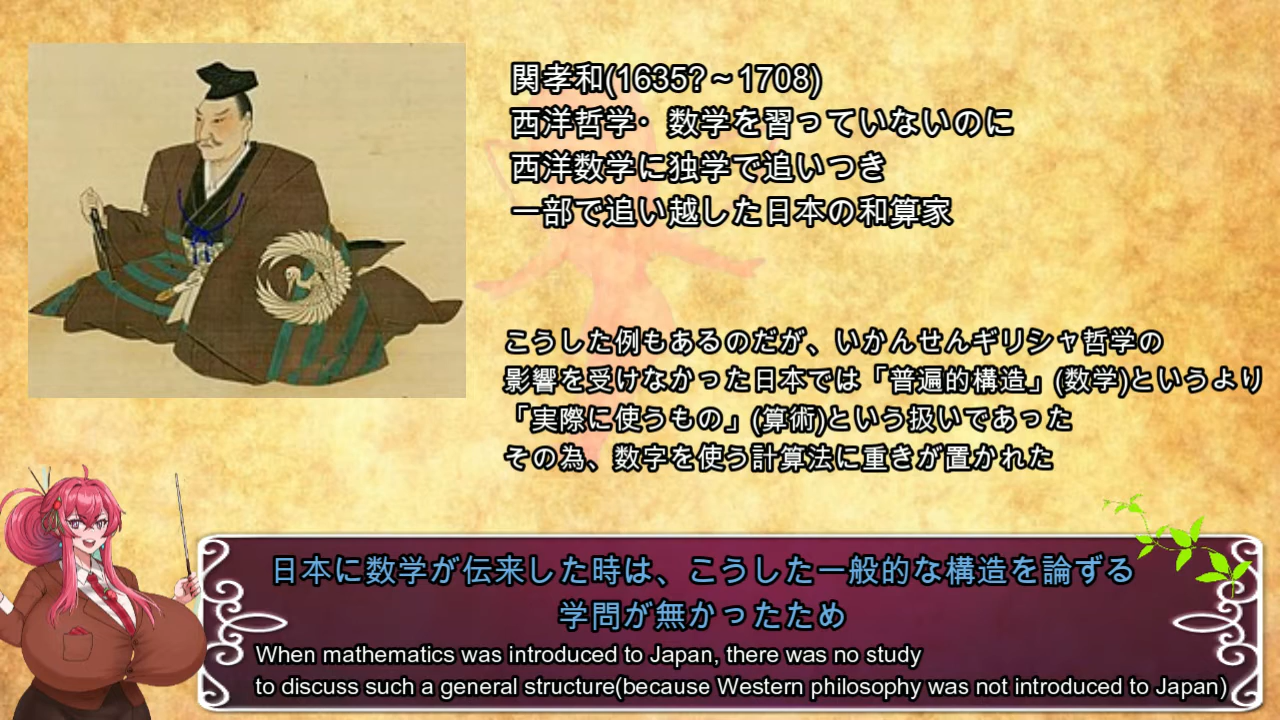 関孝和(1635?～1708)
西洋哲学・数学を習っていないのに
西洋数学に独学で追いつき
一部で追い越した日本の和算家
こうした例もあるのだが、いかんせんギリシャ哲学の
影響を受けなかった日本では「普遍的構造」(数学)というより
「実際に使うもの」(算術)という扱いであった
その為、数字を使う計算法に重きが置かれた
日本に数学が伝来した時は、こうした一般的な構造を論ずる
学問が無かったため
When mathematics was introduced to Japan, there was no study
to discuss such a general structure(because Western philosophy was not introduced to Japan)